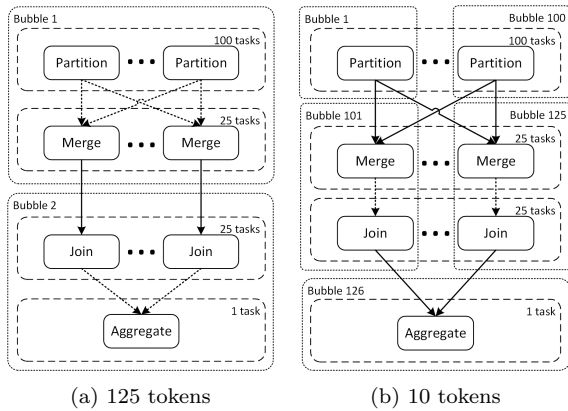 Bubble 1
100 tasks
Partition ••• Partition
25 tasks
Merge ••• Merge
Bubble 2
25 tasks
Join ••• Join
1 task
Aggregate
(a) 125 tokens
Bubble 1 Bubble 100
100 tasks
Partition ••• Partition
Bubble 101 Bubble 125
25 tasks
Merge ••• Merge
25 tasks
Join ••• Join
Bubble 126
1 task
Aggregate
(b) 10 tokens